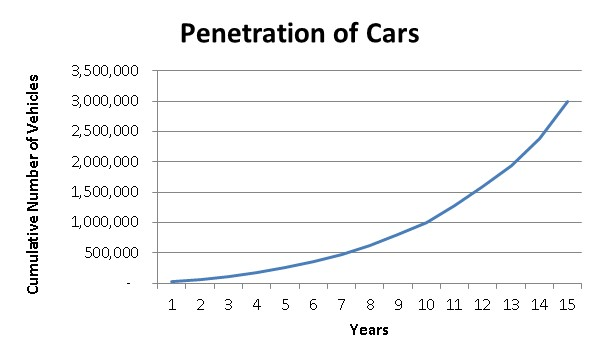 Penetration of Cars
Cumulative Number of Vehicles
3,500,000
3,000,000
2,500,000
2,000,000
1,500,000
1,000,000
500,000
-
1 2 3 4 5 6 7 8 9 10 11 12 13 14 15
Years